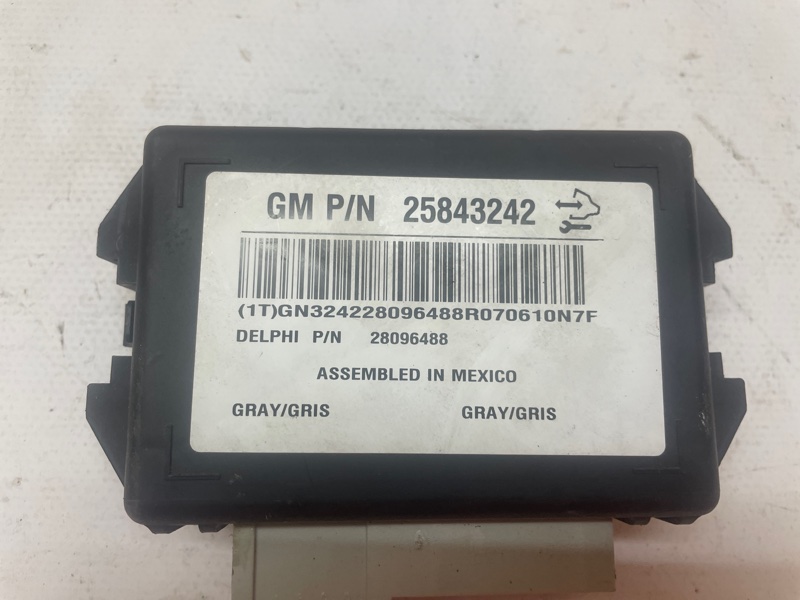 GM P/N 25843242
(1T)GN324228096488R070610N7F
DELPHI P/N 28096488
ASSEMBLED IN MEXICO
GRAY/GRIS GRAY/GRIS